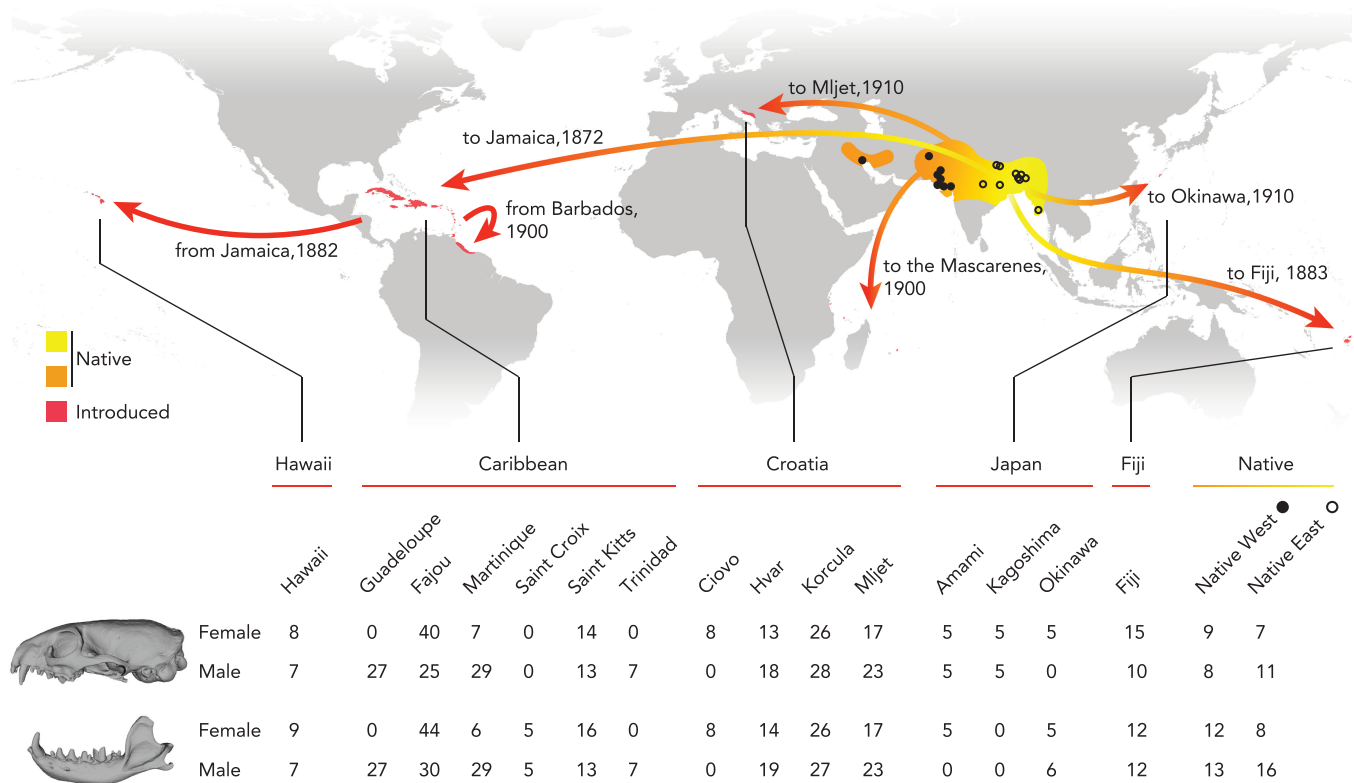 to Mljet,1910
to Jamaica,1872
from Barbados,
1900
from Jamaica,1882
to Okinawa,1910
to the Mascarenes,
1900
to Fiji, 1883
Native
Introduced
Hawaii Caribbean Croatia Japan Fiji Native
Hawaii Guadeloupe Fajou Martinique Saint Croix Saint Kitts Trinidad Ciovo Hvar Korcula Mljet Amami Kagoshima Okinawa Fiji Native West Native East
Female 8 0 40 7 0 14 0 8 13 26 17 5 5 5 15 9 7
Male 7 27 25 29 0 13 7 0 18 28 23 5 5 0 10 8 11
Female 9 0 44 6 5 16 0 8 14 26 17 5 0 5 12 12 8
Male 7 27 30 29 5 13 7 0 19 27 23 0 0 6 12 13 16